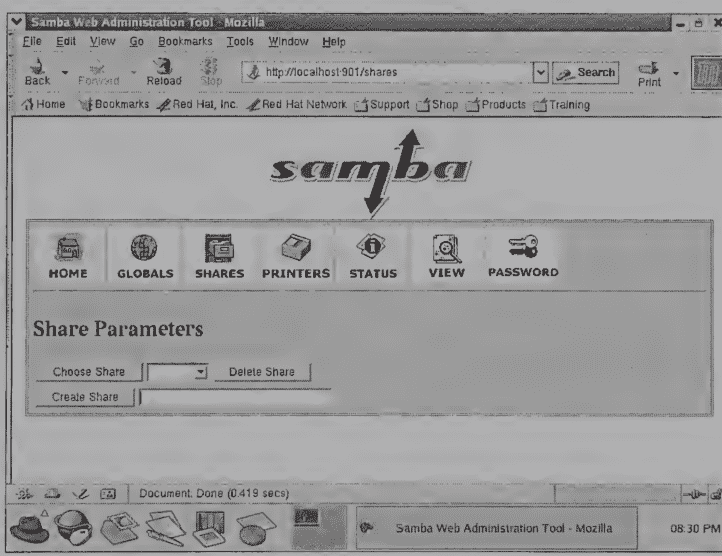 Samba Web Administration Tool - Mozilla
File Edit View Go Bookmarks Tools Window Help
Back Forward Reload Stop http://localhost:901/shares Search Print
Home Bookmarks Red Hat, Inc. Red Hat Network Support Shop Products Training
samba
HOME GLOBALS SHARES PRINTERS STATUS VIEW PASSWORD
Share Parameters
Choose Share Delete Share
Create Share
Document: Done (0.419 secs)
Samba Web Administration Tool - Mozilla 08:30 PM